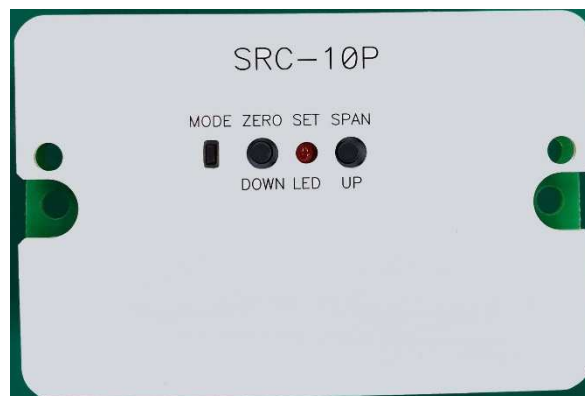 SRC-10P
MODE ZERO SET SPAN
DOWN LED UP